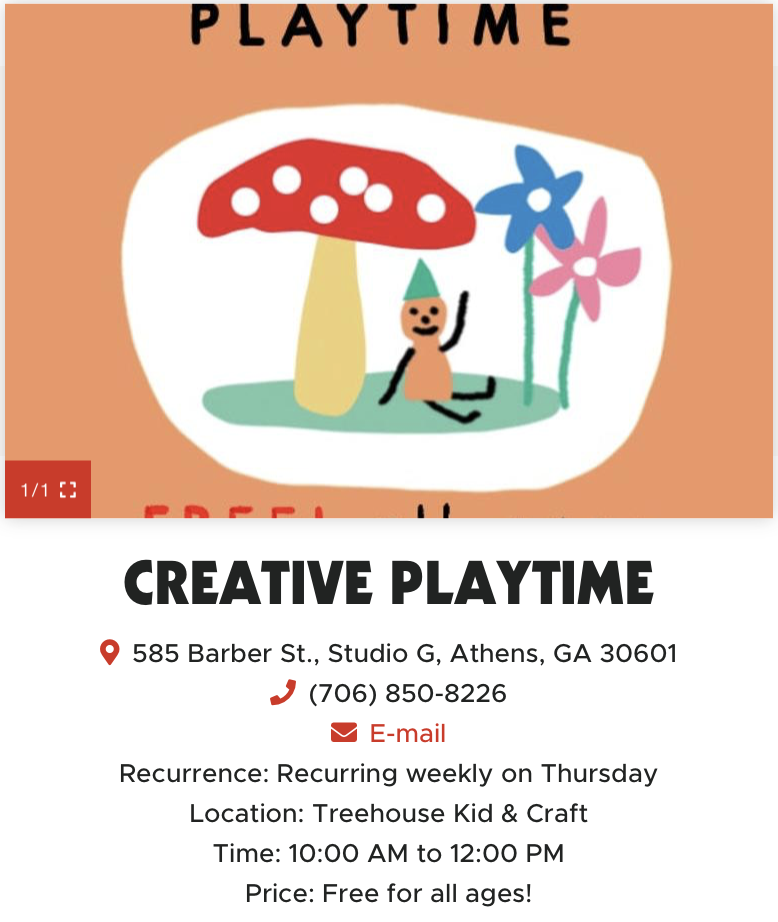 PLAYTIME
1/1
FREE!
CREATIVE PLAYTIME
585 Barber St., Studio G, Athens, GA 30601
(706) 850-8226
E-mail
Recurrence: Recurring weekly on Thursday
Location: Treehouse Kid & Craft
Time: 10:00 AM to 12:00 PM
Price: Free for all ages!